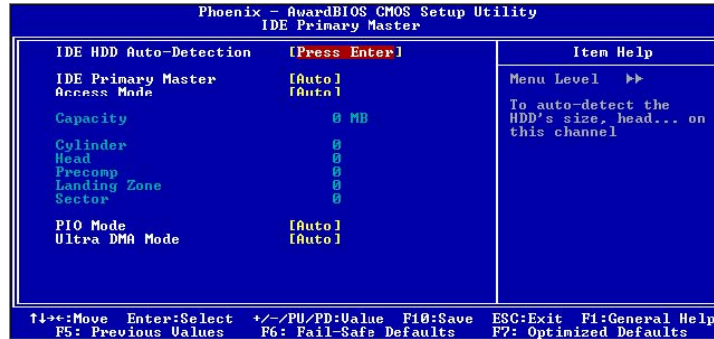 Phoenix - AwardBIOS CMOS Setup Utility
IDE Primary Master
IDE HDD Auto-Detection [Press Enter]
IDE Primary Master [Auto]
Access Mode [Auto]
Capacity 0 MB
Cylinder 0
Head 0
Precomp 0
Landing Zone 0
Sector 0
PIO Mode [Auto]
Ultra DMA Mode [Auto]
Item Help
Menu Level ▸▸
To auto-detect the
HDD's size, head... on
this channel
↑↓→←:Move Enter:Select +/-/PU/PD:Value F10:Save ESC:Exit F1:General Help
F5: Previous Values F6: Fail-Safe Defaults F7: Optimized Defaults